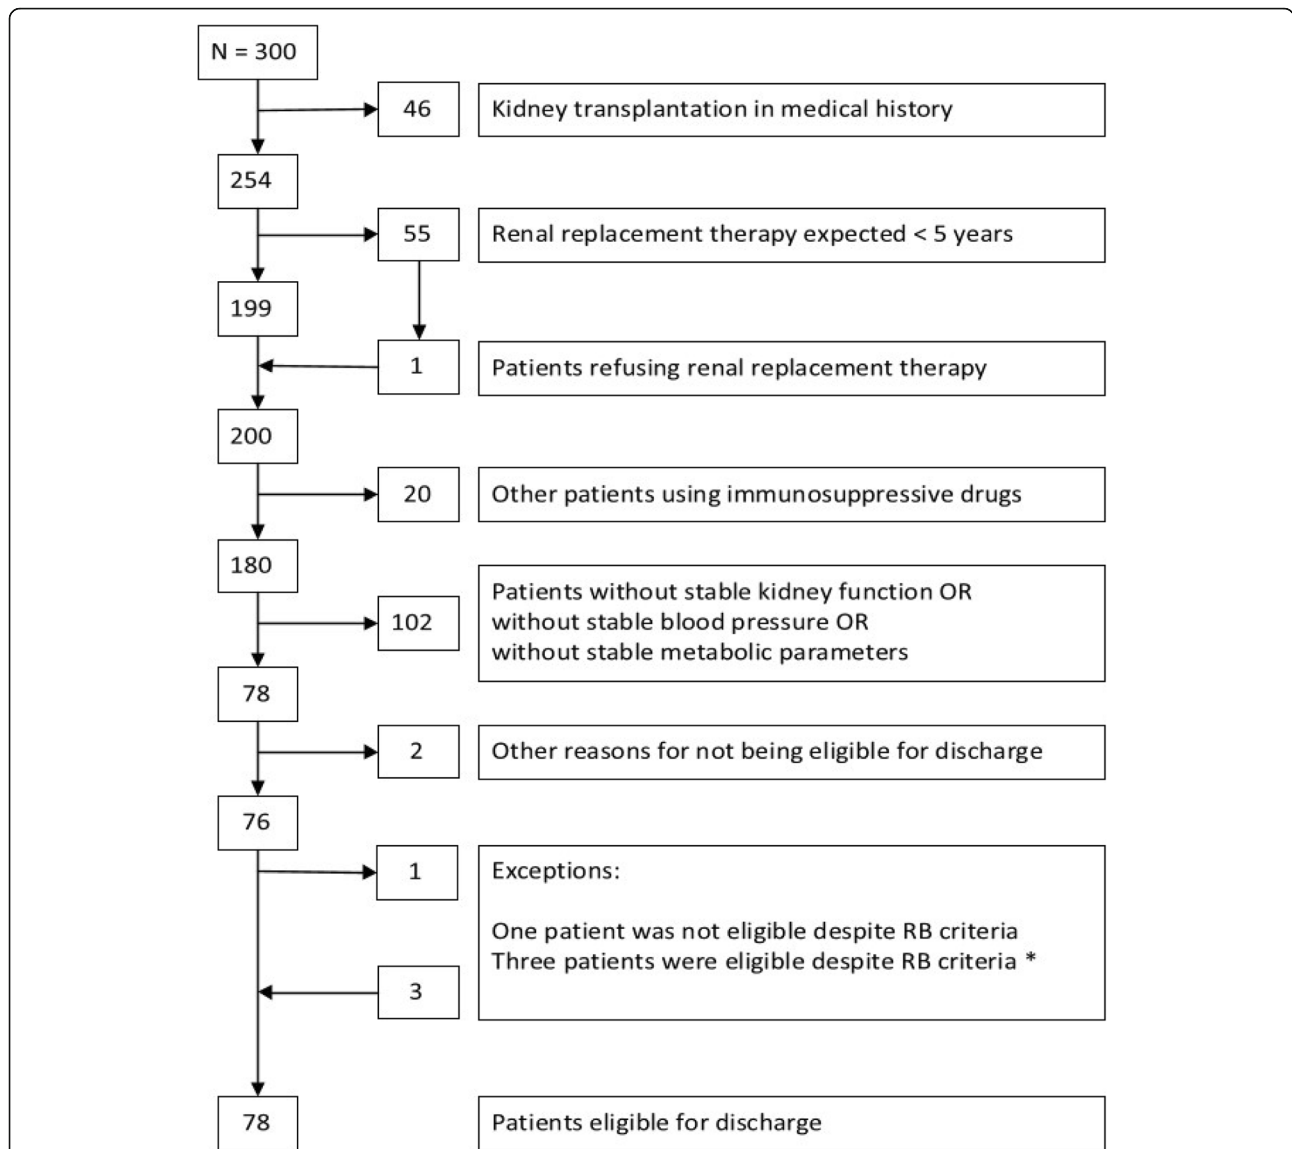 N = 300
46
Kidney transplantation in medical history
254
55
Renal replacement therapy expected < 5 years
199
1
Patients refusing renal replacement therapy
200
20
Other patients using immunosuppressive drugs
180
102
Patients without stable kidney function OR
without stable blood pressure OR
without stable metabolic parameters
78
2
Other reasons for not being eligible for discharge
76
1
Exceptions:
One patient was not eligible despite RB criteria
Three patients were eligible despite RB criteria *
3
78
Patients eligible for discharge